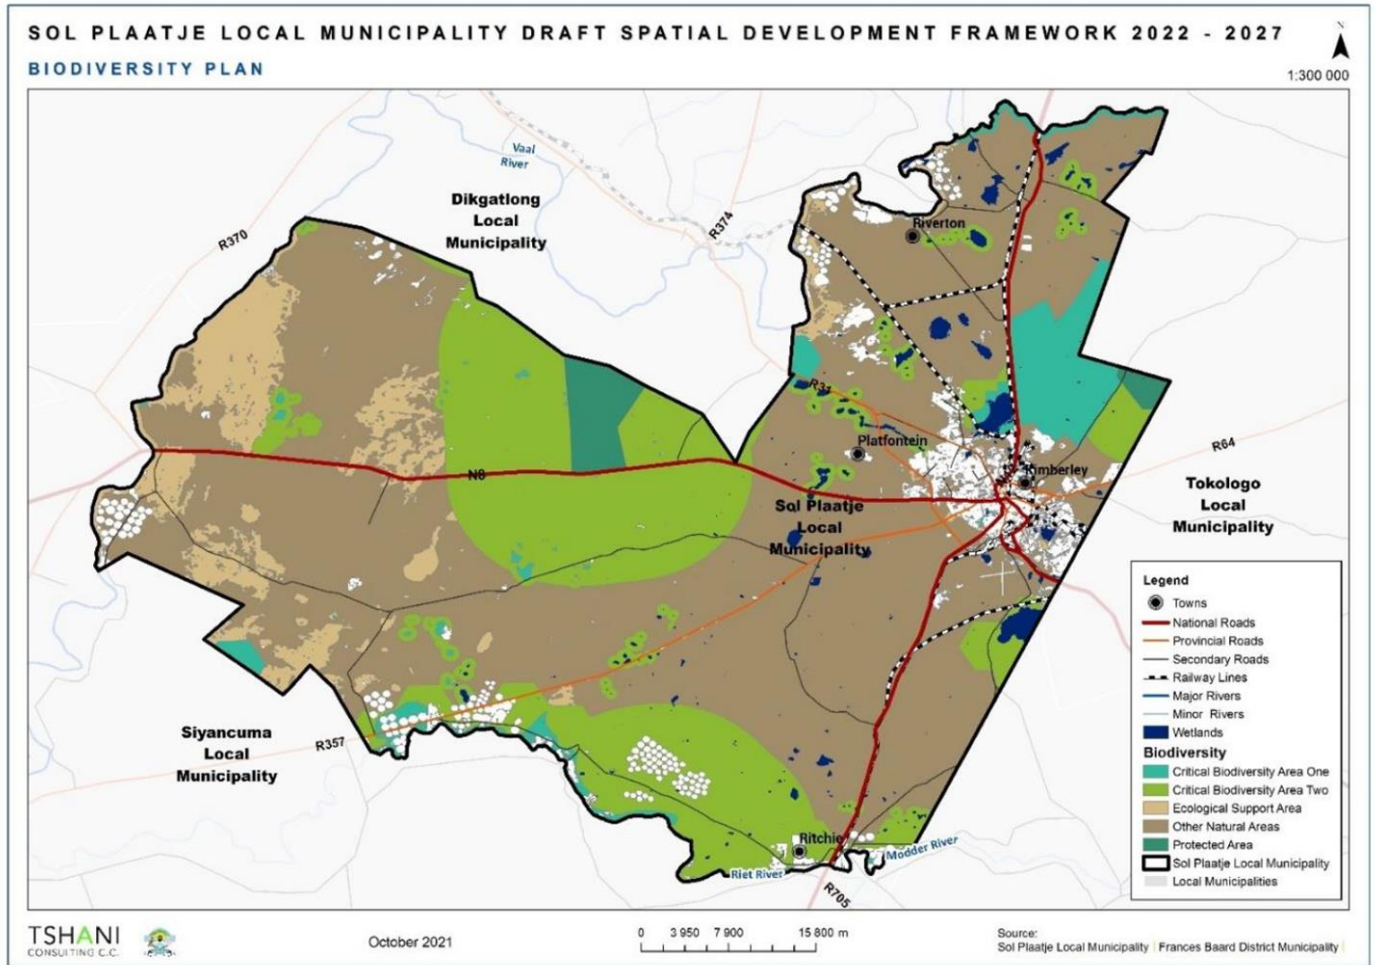 SOL PLAATJE LOCAL MUNICIPALITY DRAFT SPATIAL DEVELOPMENT FRAMEWORK 2022 - 2027
BIODIVERSITY PLAN
N
1:300 000
Vaal
River
Dikgatlong
Local
Municipality
R370
R374
Riverton
R31
Platfontein
R64
Kimberley
N8
Sol Plaatje
Local
Municipality
Tokologo
Local
Municipality
Siyancuma
Local
Municipality
R357
Ritchie
Riet River
Modder River
R705
Legend
Towns
National Roads
Provincial Roads
Secondary Roads
Railway Lines
Major Rivers
Minor Rivers
Wetlands
Biodiversity
Critical Biodiversity Area One
Critical Biodiversity Area Two
Ecological Support Area
Other Natural Areas
Protected Area
Sol Plaatje Local Municipality
Local Municipalities
TSHANI
CONSULTING C.C.
October 2021
0 3 950 7 900 15 800 m
Source:
Sol Plaatje Local Municipality | Frances Baard District Municipality |